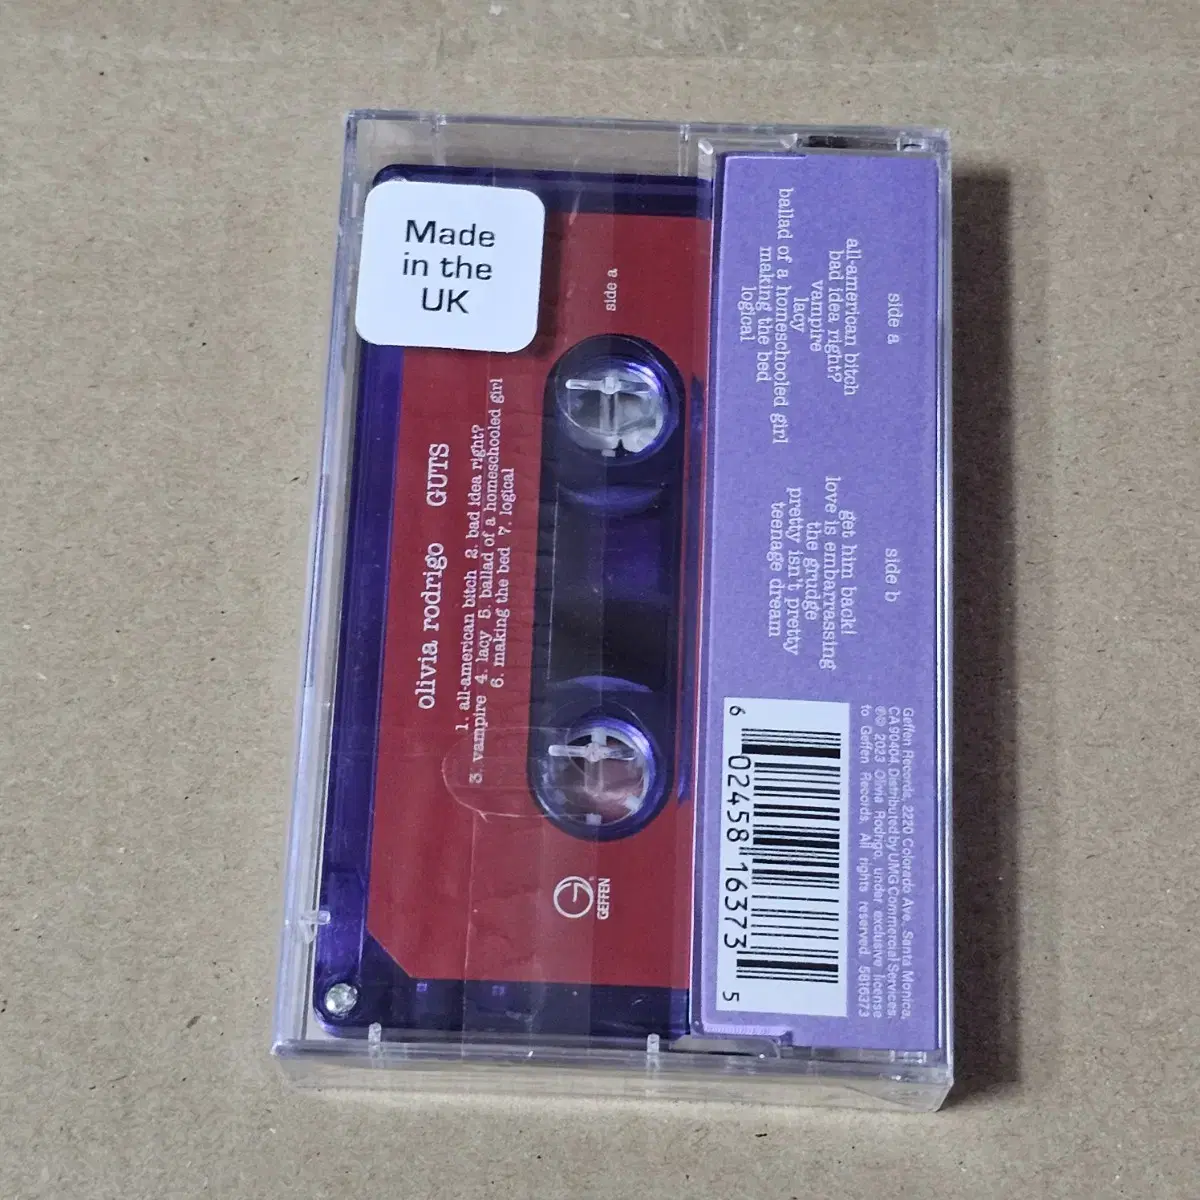 Made
in the
UK
side a
olivia rodrigo GUTS
1. all-american bitch 2. bad idea right?
3. vampire 4. lacy 5. ballad of a homeschooled girl
6. making the bed 7. logical
GEFFEN
side a
all-american bitch
bad idea right?
vampire
lacy
ballad of a homeschooled girl
making the bed
logical
side b
get him back!
love is embarrassing
the grudge
pretty isn't pretty
teenage dream
6 02458 16373 5
Geffen Records, 2220 Colorado Ave, Santa Monica,
CA 90404. Distributed by UMG Commercial Services.
℗© 2023 Olivia Rodrigo, under exclusive license
to Geffen Records. All rights reserved 5816373